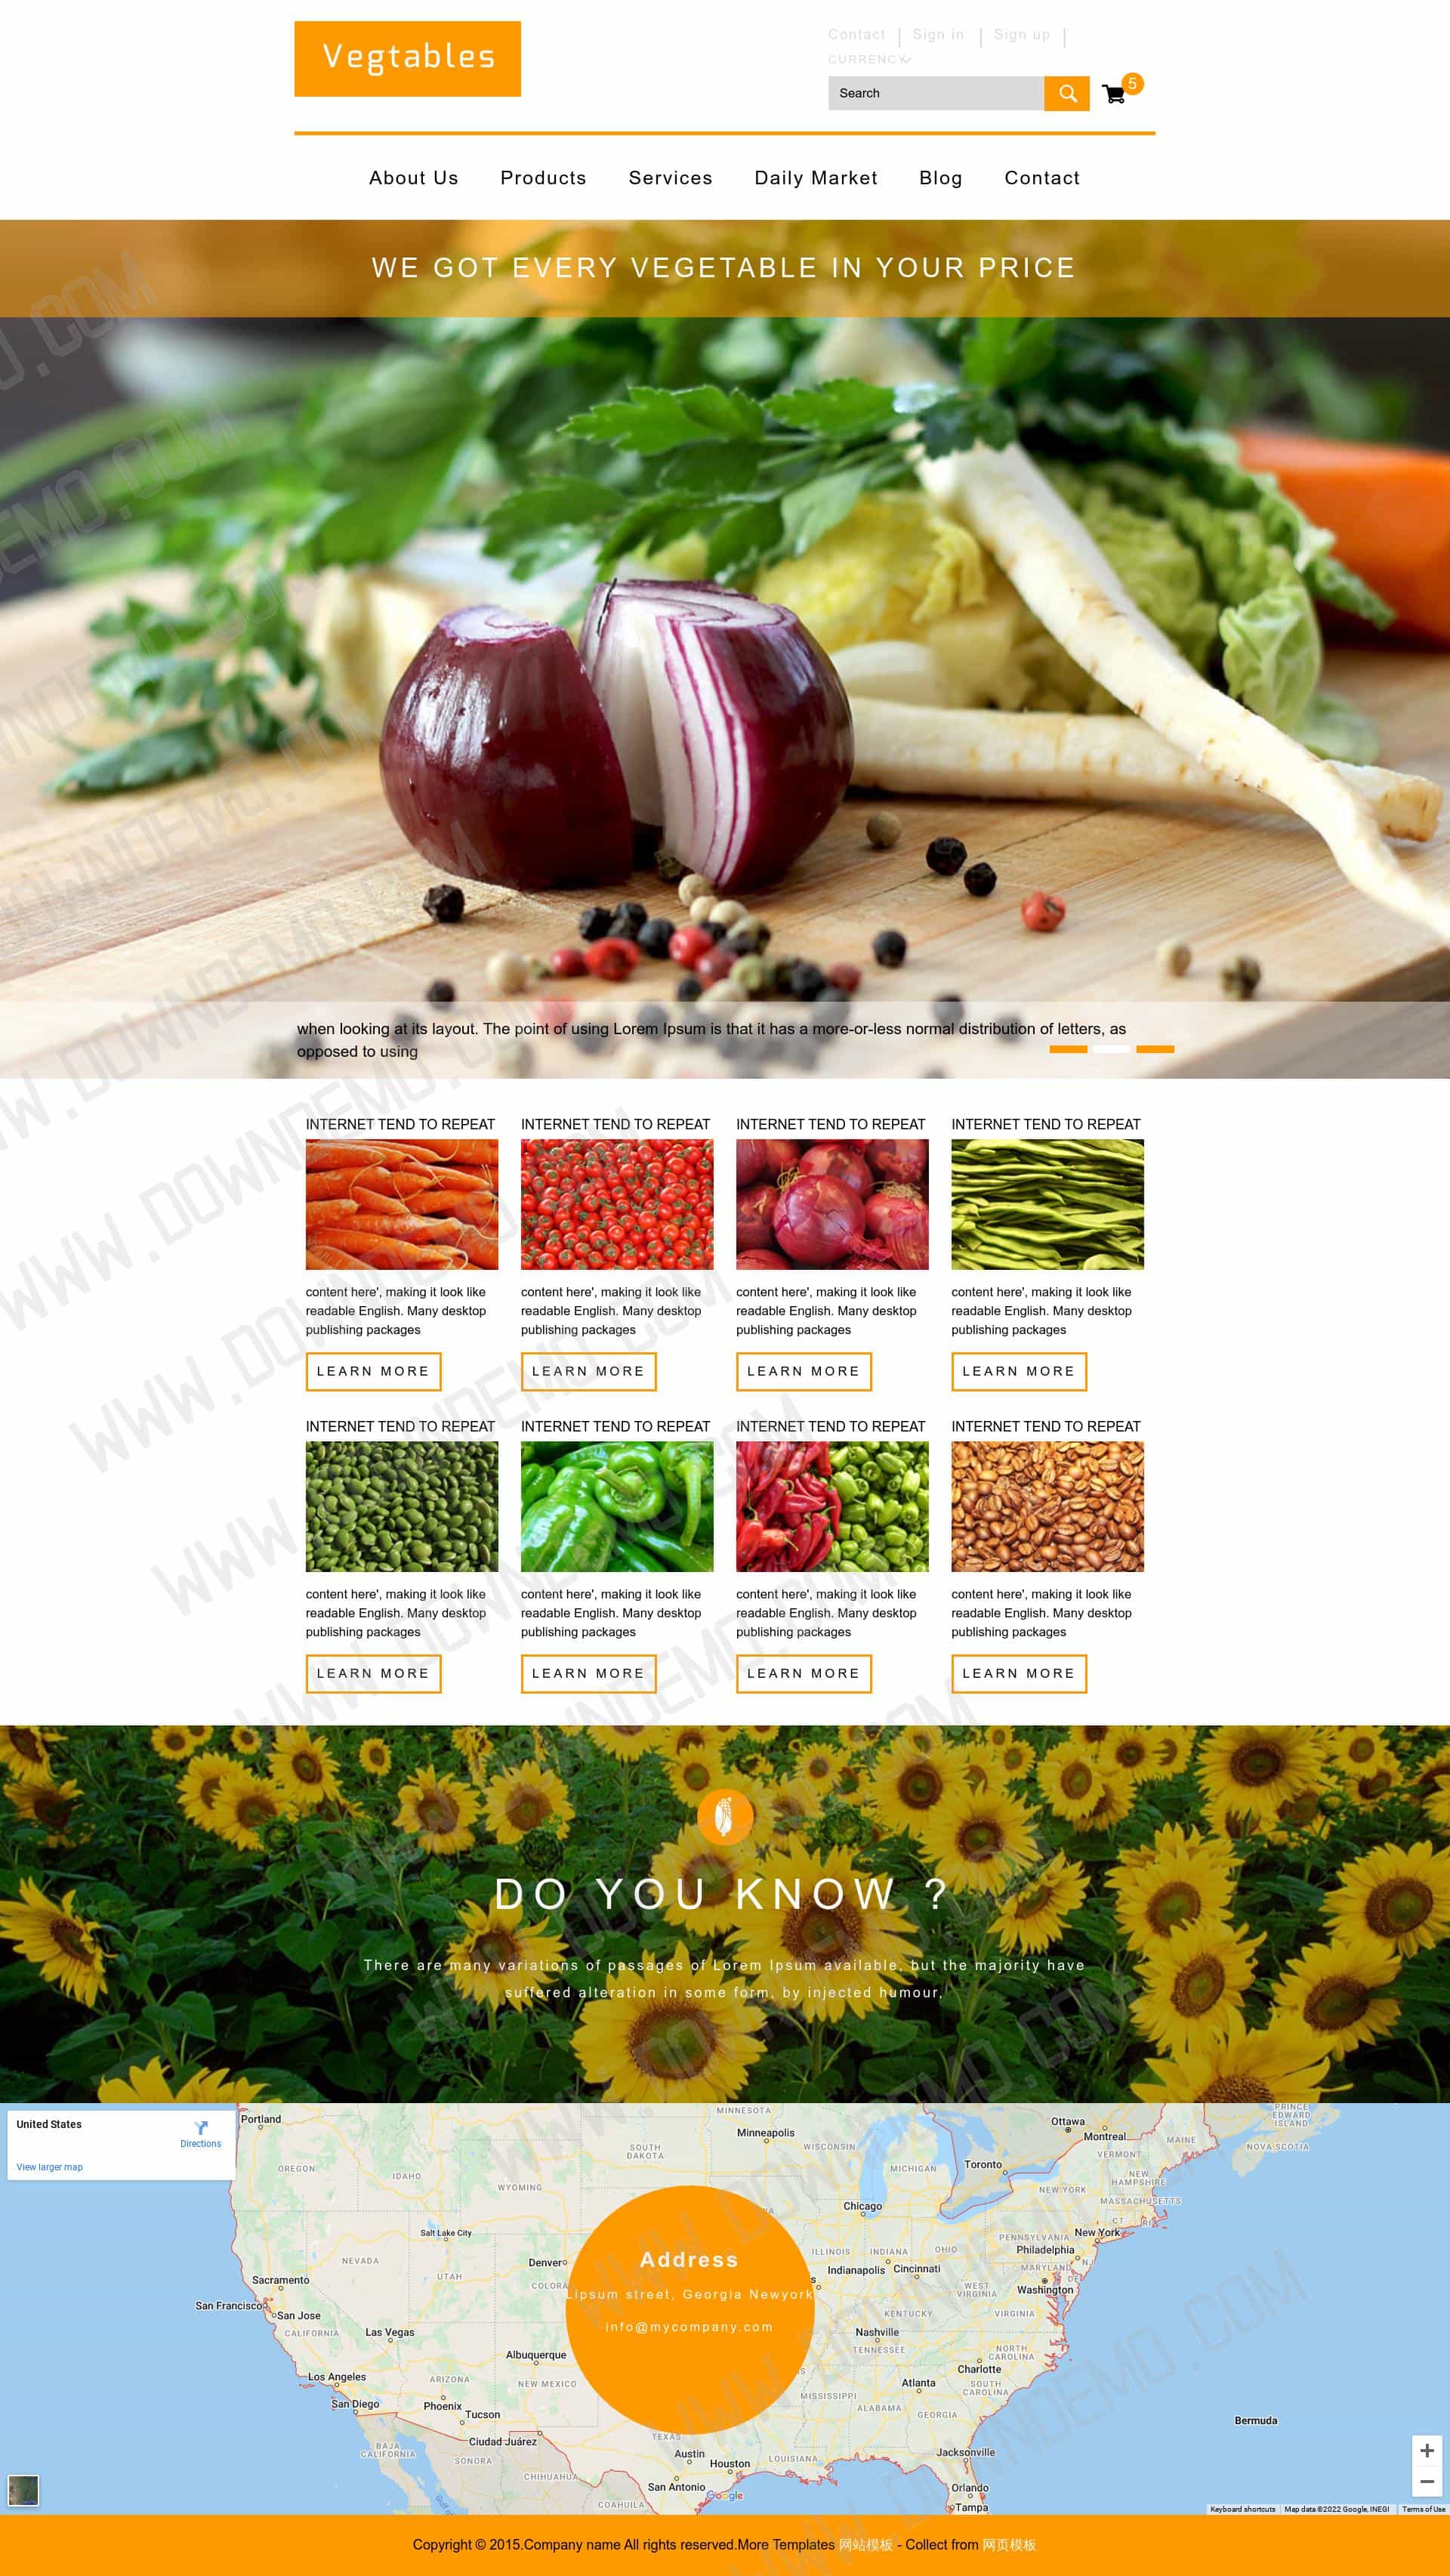 Vegtables
Contact
Sign in
Sign up
CURRENCY
Search
5
About Us
Products
Services
Daily Market
Blog
Contact
WE GOT EVERY VEGETABLE IN YOUR PRICE
when looking at its layout. The point of using Lorem Ipsum is that it has a more-or-less normal distribution of letters, as
opposed to using
INTERNET TEND TO REPEAT
INTERNET TEND TO REPEAT
INTERNET TEND TO REPEAT
INTERNET TEND TO REPEAT
content here', making it look like
readable English. Many desktop
publishing packages
content here', making it look like
readable English. Many desktop
publishing packages
content here', making it look like
readable English. Many desktop
publishing packages
content here', making it look like
readable English. Many desktop
publishing packages
LEARN MORE
LEARN MORE
LEARN MORE
LEARN MORE
INTERNET TEND TO REPEAT
INTERNET TEND TO REPEAT
INTERNET TEND TO REPEAT
INTERNET TEND TO REPEAT
content here', making it look like
readable English. Many desktop
publishing packages
content here', making it look like
readable English. Many desktop
publishing packages
content here', making it look like
readable English. Many desktop
publishing packages
content here', making it look like
readable English. Many desktop
publishing packages
LEARN MORE
LEARN MORE
LEARN MORE
LEARN MORE
WWW.DOWNDEMO.COM
DO YOU KNOW ?
There are many variations of passages of Lorem Ipsum available, but the majority have
suffered alteration in some form, by injected humour,
United States
Directions
View larger map
Portland
OREGON
IDAHO
WYOMING
SOUTH
DAKOTA
MINNESOTA
Minneapolis
WISCONSIN
MICHIGAN
Toronto
Ottawa
Montreal
MAINE
VERMONT
NEW
HAMPSHIRE
NEW YORK
MASSACHUSETTS
CT
RI
PRINCE
EDWARD
ISLAND
NOVA SCOTIA
Chicago
Salt Lake City
NEVADA
UTAH
Denver
COLORA
Sacramento
San Francisco
San Jose
CALIFORNIA
Las Vegas
ILLINOIS
INDIANA
OHIO
Indianapolis
Cincinnati
PENNSYLVANIA
New York
Philadelphia
MARYLAND
NJ
DE
Washington
WEST
VIRGINIA
KENTUCKY
VIRGINIA
Nashville
TENNESSEE
NORTH
CAROLINA
Charlotte
SOUTH
CAROLINA
Atlanta
MISSISSIPPI
ALABAMA
GEORGIA
Albuquerque
Los Angeles
ARIZONA
NEW MEXICO
San Diego
Phoenix
Tucson
Ciudad Juárez
BAJA
CALIFORNIA
SONORA
CHIHUAHUA
COAHUILA
TEXAS
Austin
Houston
San Antonio
LOUISIANA
Jacksonville
Orlando
Tampa
Bermuda
Address
Lipsum street, Georgia Newyork
info@mycompany.com
Google
Keyboard shortcuts
Map data ©2022 Google, INEGI
Terms of Use
Copyright © 2015.Company name All rights reserved.More Templates 网站模板 - Collect from 网页模板